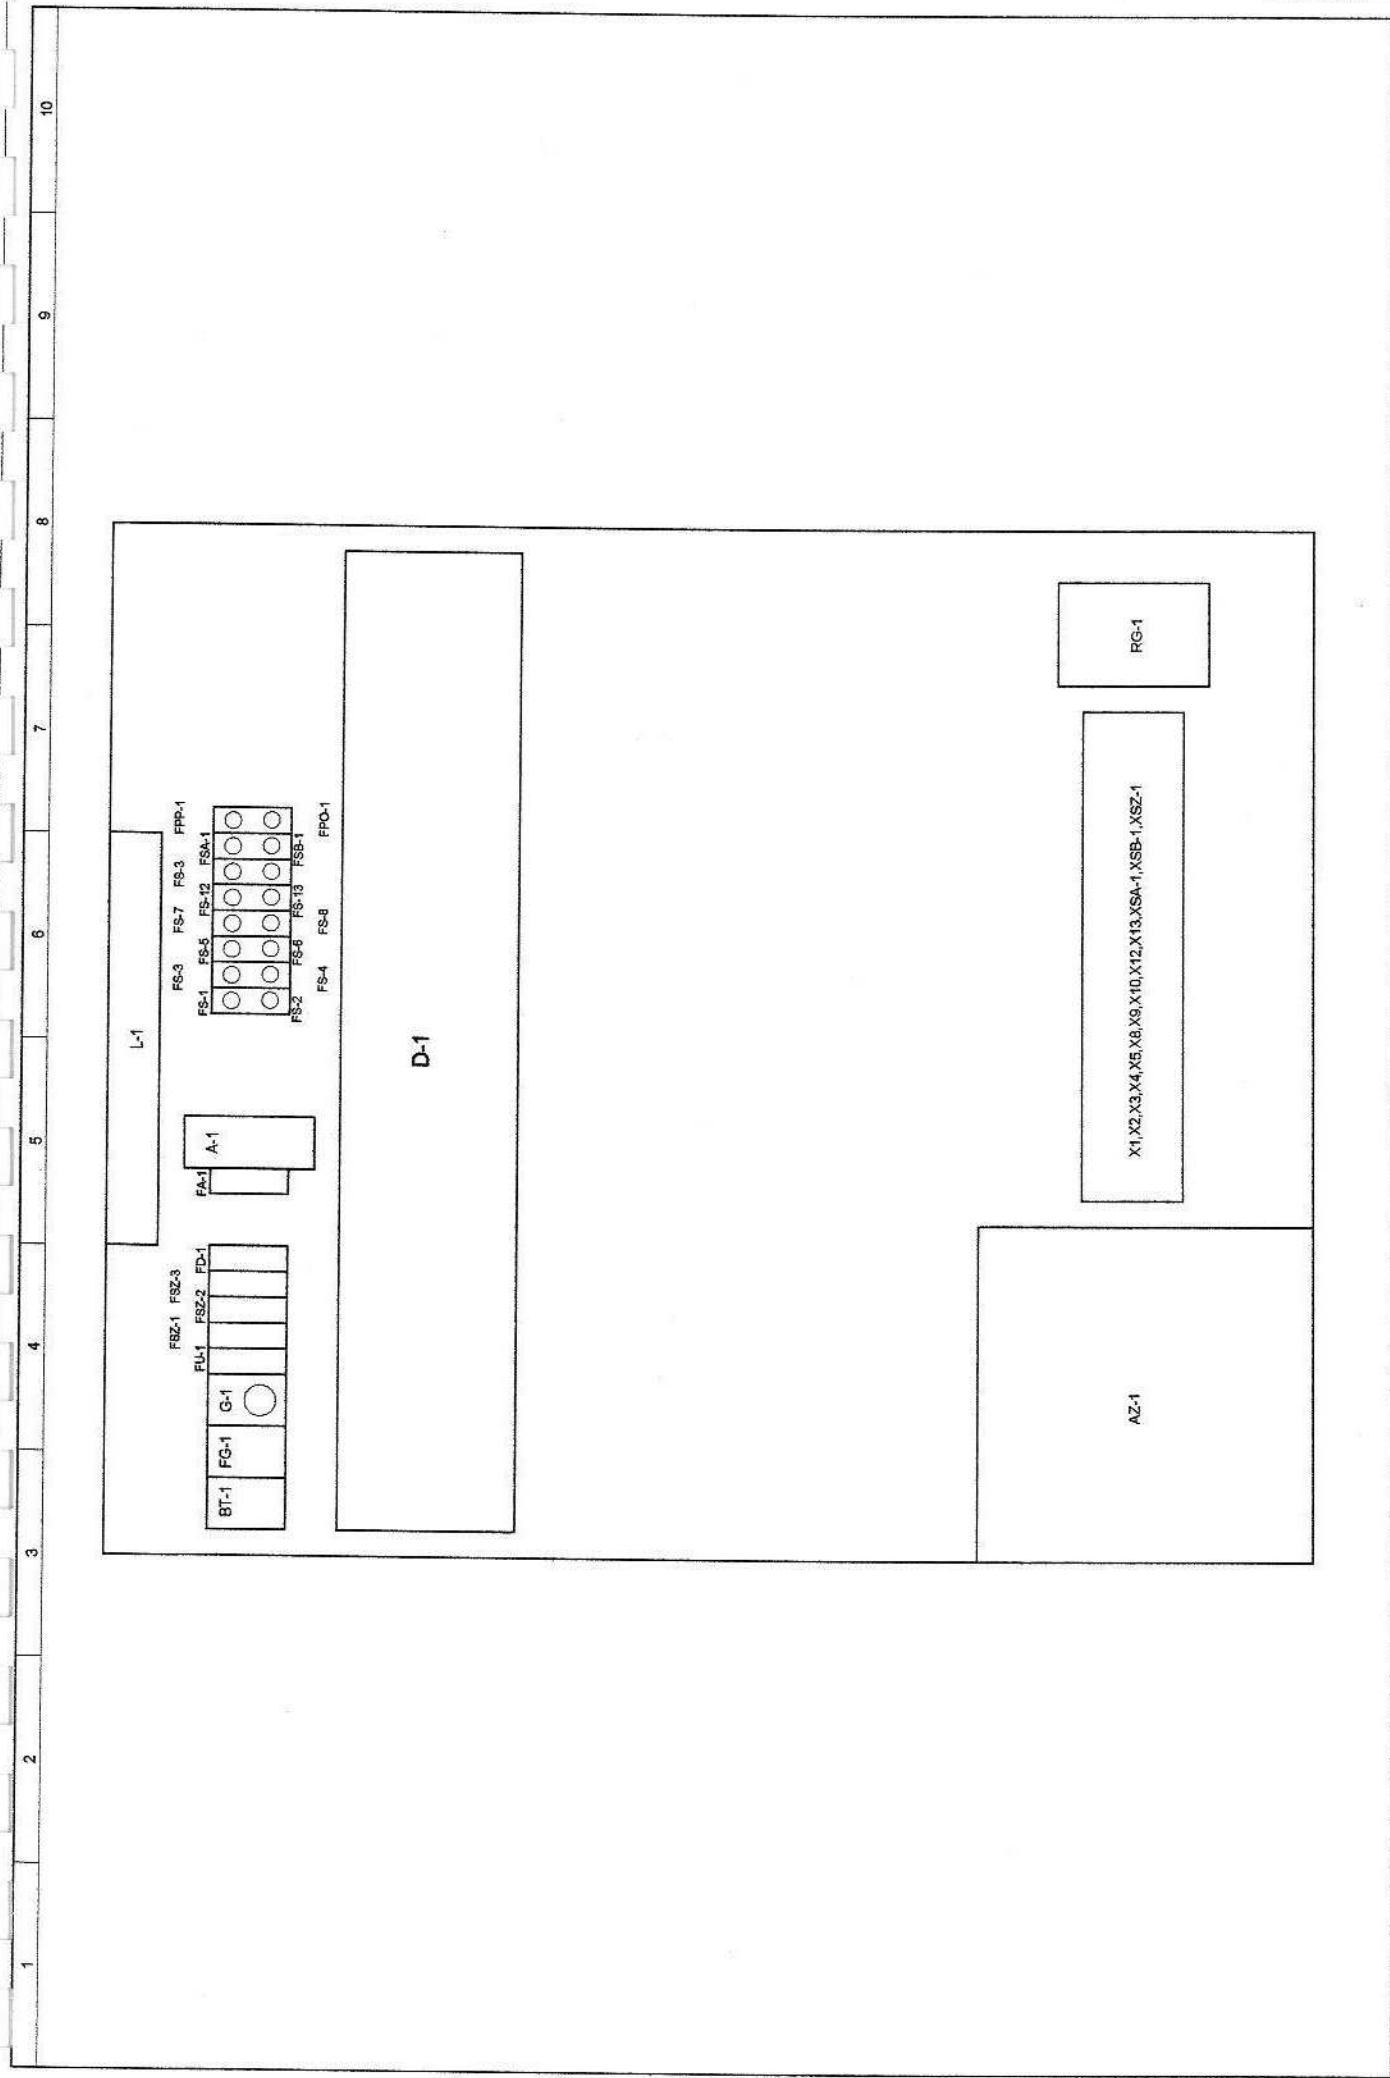 1 2 3 4 5 6 7 8 9 10
L-1
FSZ-1 FSZ-3 FS-3 FS-7 FS-3 FPP-1
FU-1 FSZ-2 FD-1 FA-1 FS-1 FS-5 FS-12 FSA-1
BT-1 FG-1 G-1 A-1
FS-2 FS-6 FS-13 FSB-1
FS-4 FS-8 FPO-1
D-1
AZ-1 X1,X2,X3,X4,X5,X8,X9,X10,X12,X13,XSA-1,XSB-1,XSZ-1 RG-1